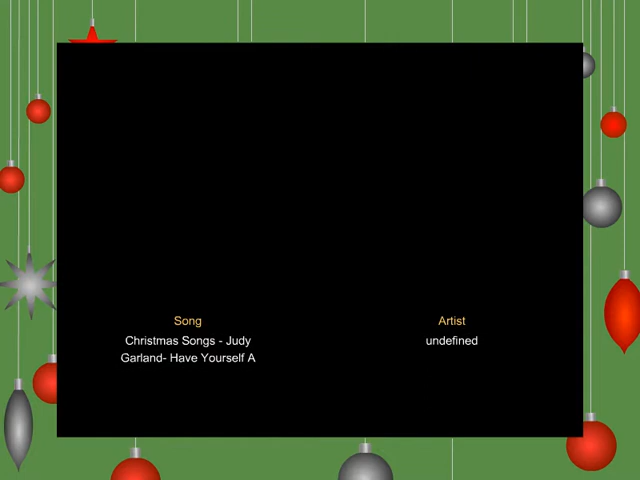 Song
Artist
Christmas Songs - Judy
Garland- Have Yourself A
undefined